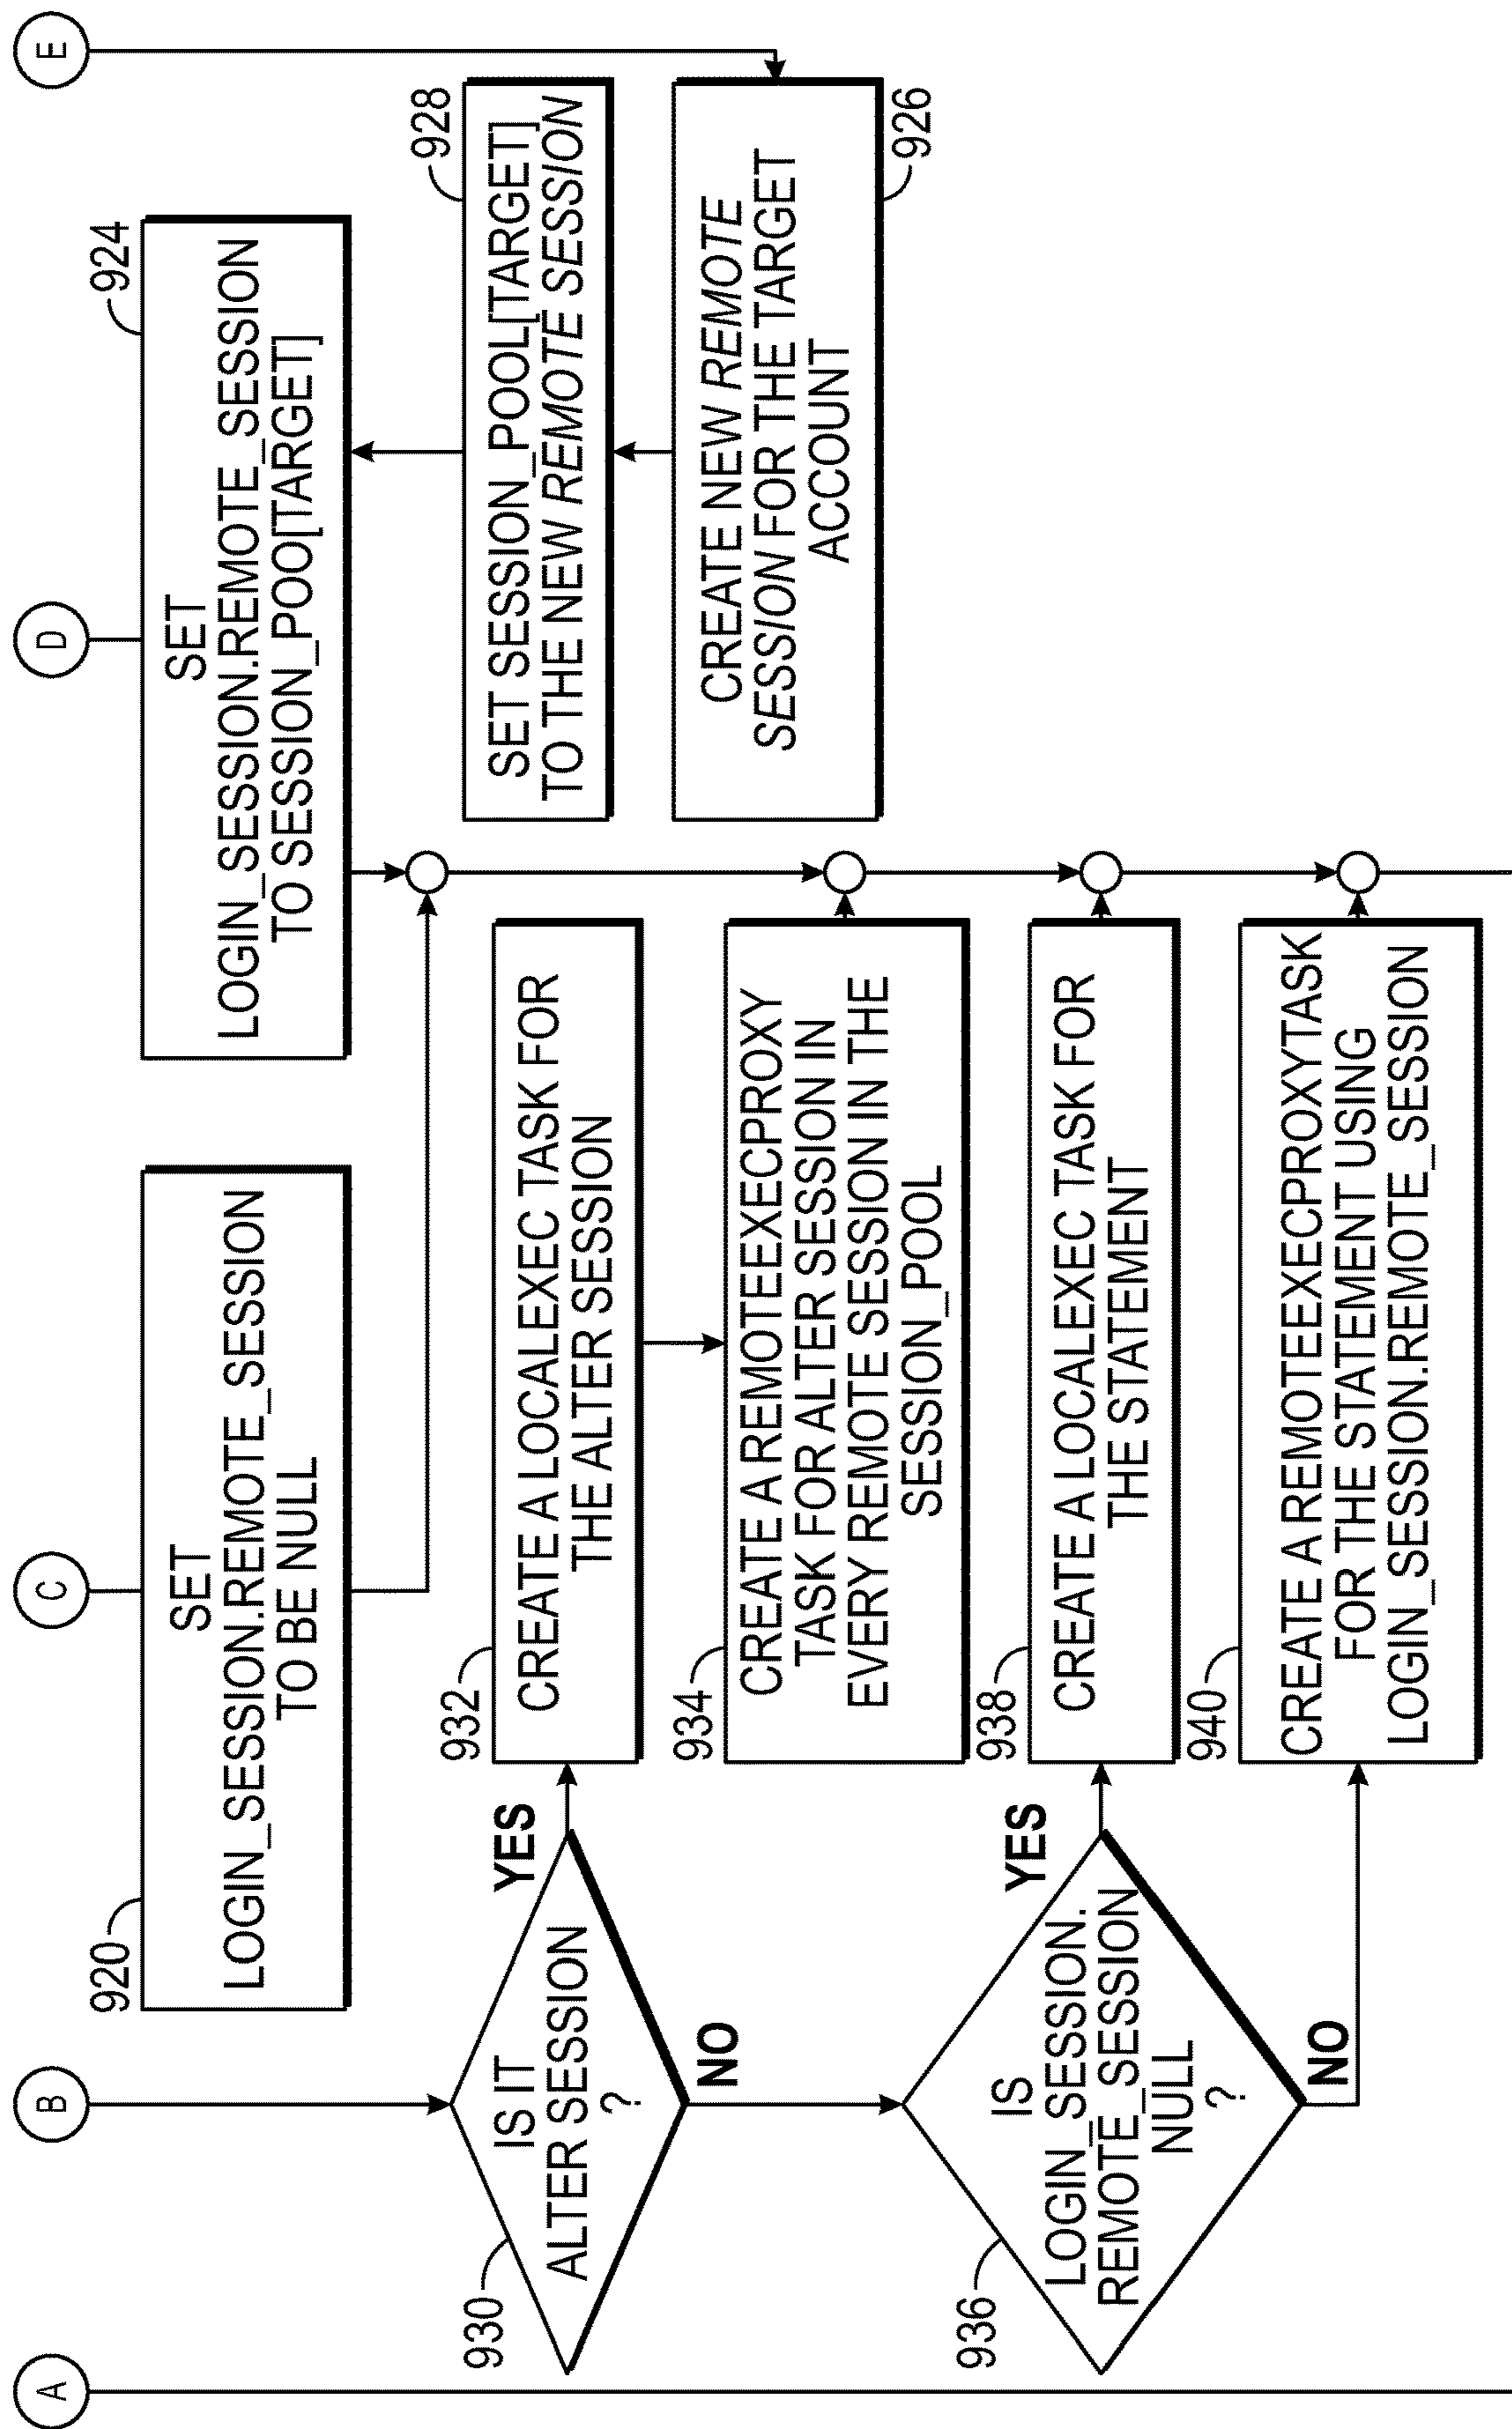 A
B
C
D
E
920
SET
LOGIN_SESSION.REMOTE_SESSION
TO BE NULL
924
SET
LOGIN_SESSION.REMOTE_SESSION
TO SESSION_POO[TARGET]
928
SET SESSION_POOL[TARGET]
TO THE NEW REMOTE SESSION
CREATE NEW REMOTE
SESSION FOR THE TARGET
ACCOUNT
926
930
IS IT
ALTER SESSION
?
YES
NO
932
CREATE A LOCALEXEC TASK FOR
THE ALTER SESSION
934
CREATE A REMOTEEXECPROXY
TASK FOR ALTER SESSION IN
EVERY REMOTE SESSION IN THE
SESSION_POOL
936
IS
LOGIN_SESSION.
REMOTE_SESSION
NULL
?
YES
NO
938
CREATE A LOCALEXEC TASK FOR
THE STATEMENT
940
CREATE A REMOTEEXECPROXYTASK
FOR THE STATEMENT USING
LOGIN_SESSION.REMOTE_SESSION